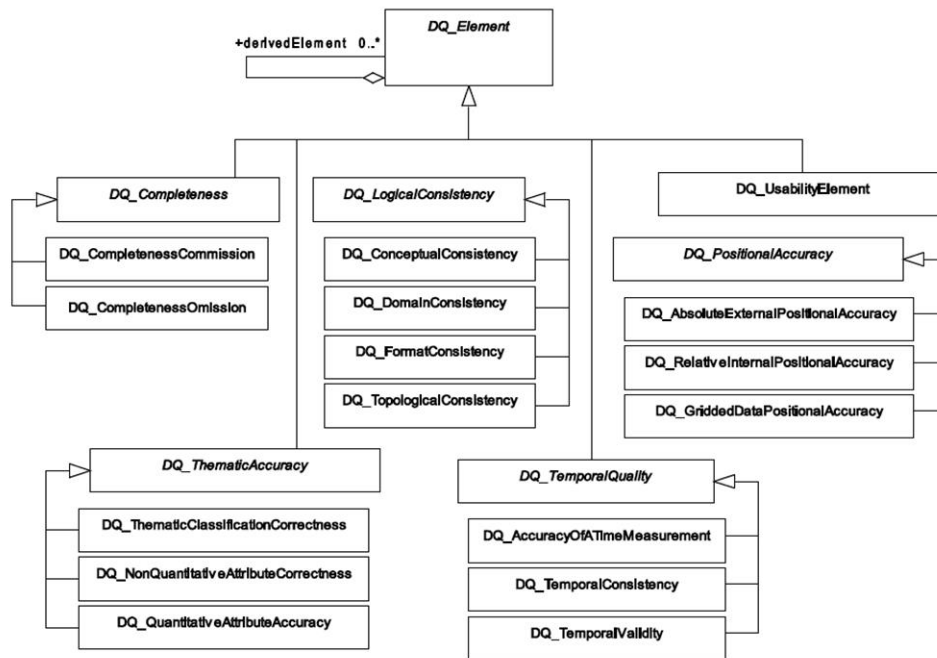 DQ_Element
+derivedElement 0..*
DQ_Completeness
DQ_CompletenessCommission
DQ_CompletenessOmission
DQ_LogicalConsistency
DQ_ConceptualConsistency
DQ_DomainConsistency
DQ_FormatConsistency
DQ_TopologicalConsistency
DQ_UsabilityElement
DQ_PositionalAccuracy
DQ_AbsoluteExternalPositionalAccuracy
DQ_RelativeInternalPositionalAccuracy
DQ_GriddedDataPositionalAccuracy
DQ_ThematicAccuracy
DQ_ThematicClassificationCorrectness
DQ_NonQuantitativeAttributeCorrectness
DQ_QuantitativeAttributeAccuracy
DQ_TemporalQuality
DQ_AccuracyOfATimeMeasurement
DQ_TemporalConsistency
DQ_TemporalValidity